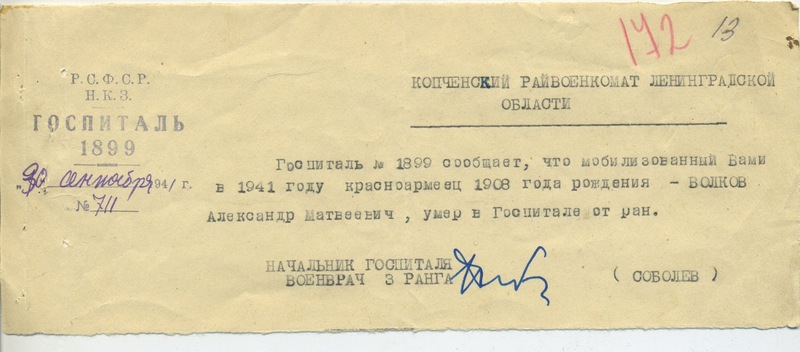 172 13
Р.С.Ф.С.Р.
Н.К.З.
ГОСПИТАЛЬ
1899
"30" сентября 1941 г.
№ 711
КОПЧЕНСКИЙ РАЙВОЕНКОМАТ ЛЕНИНГРАДСКОЙ
ОБЛАСТИ
Госпиталь № 1899 сообщает, что мобилизованный Вами
в 1941 году красноармеец 1908 года рождения - ВОЛКОВ
Александр Матвеевич, умер в Госпитале от ран.
НАЧАЛЬНИК ГОСПИТАЛЯ
ВОЕНВРАЧ 3 РАНГА
( СОБОЛЕВ )